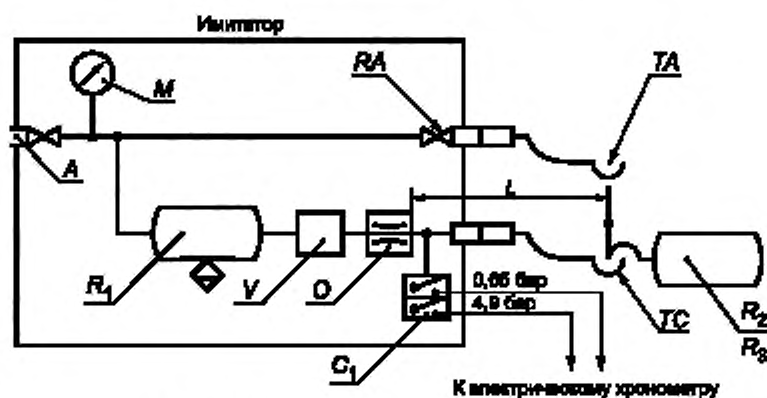 Имитатор
M
RA
TA
A
L
R₁
V
O
0,65 бар
4,9 бар
TC
R₂
R₃
C₁
К электрическому хронометру